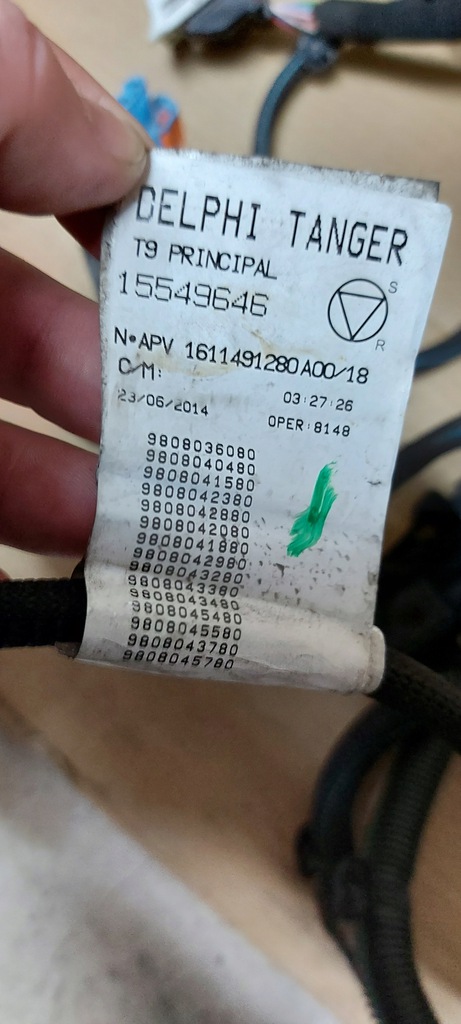 DELPHI TANGER
T9 PRINCIPAL
15549646
S
R
N•APV 1611491280A00/18
C/M:
03:27:26
23/06/2014
OPER:8148
9808036080
9808040480
9808041580
9808042380
9808042880
9808042080
9808041880
9808042980
9808043280
9808043380
9808043480
9808045480
9808045580
9808043780
9808045780